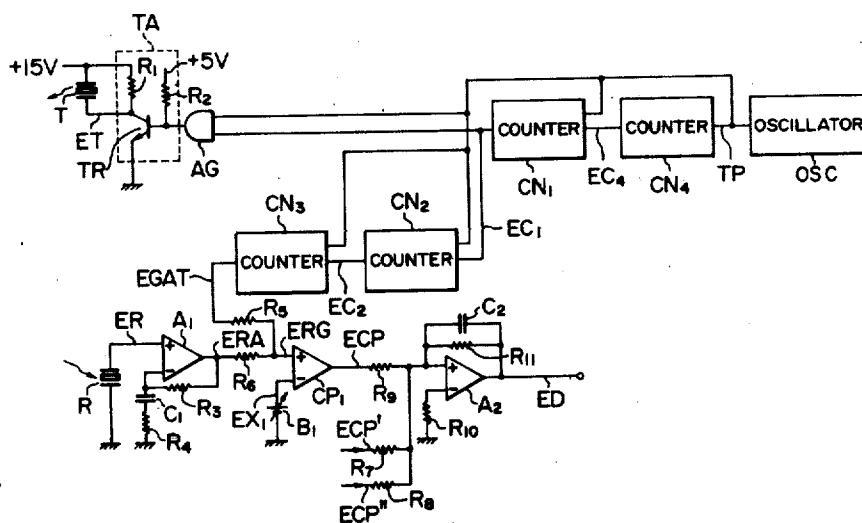 TA
+15V
+5V
R1
R2
T
ET
TR
AG
COUNTER
CN1
EC4
COUNTER
CN4
TP
OSCILLATOR
OSC
CN3
CN2
COUNTER
COUNTER
EC1
EC2
EGAT
R5
ER
A1
ERA
ERG
R6
R
C1
R3
R4
EX1
B1
CP1
ECP
R9
C2
R11
A2
R10
ED
ECP'
R7
ECP"
R8